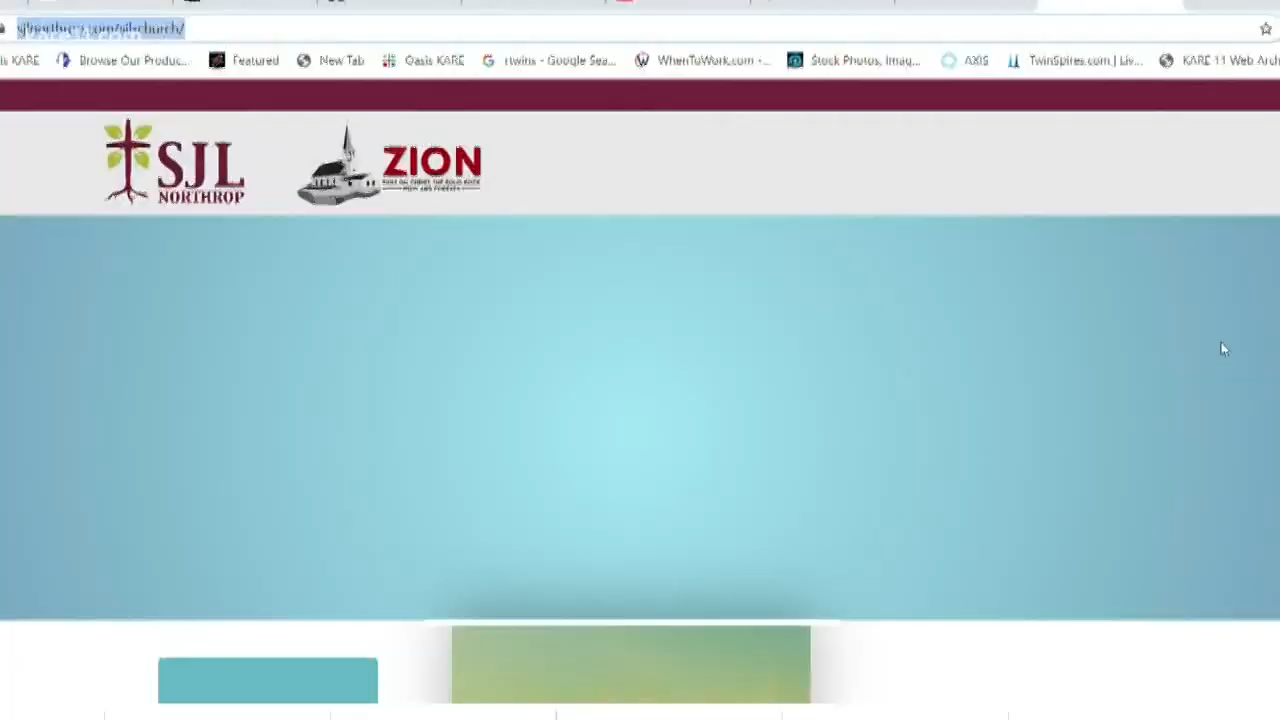 is KARE Browse Our Produc... Featured New Tab Oasis KARE rtwins - Google Sea... WhenToWork.com -... Stock Photos, Imag... AXIS TwinSpires.com | Liv... KARE 11 Web Arch
SJL
NORTHROP
ZION